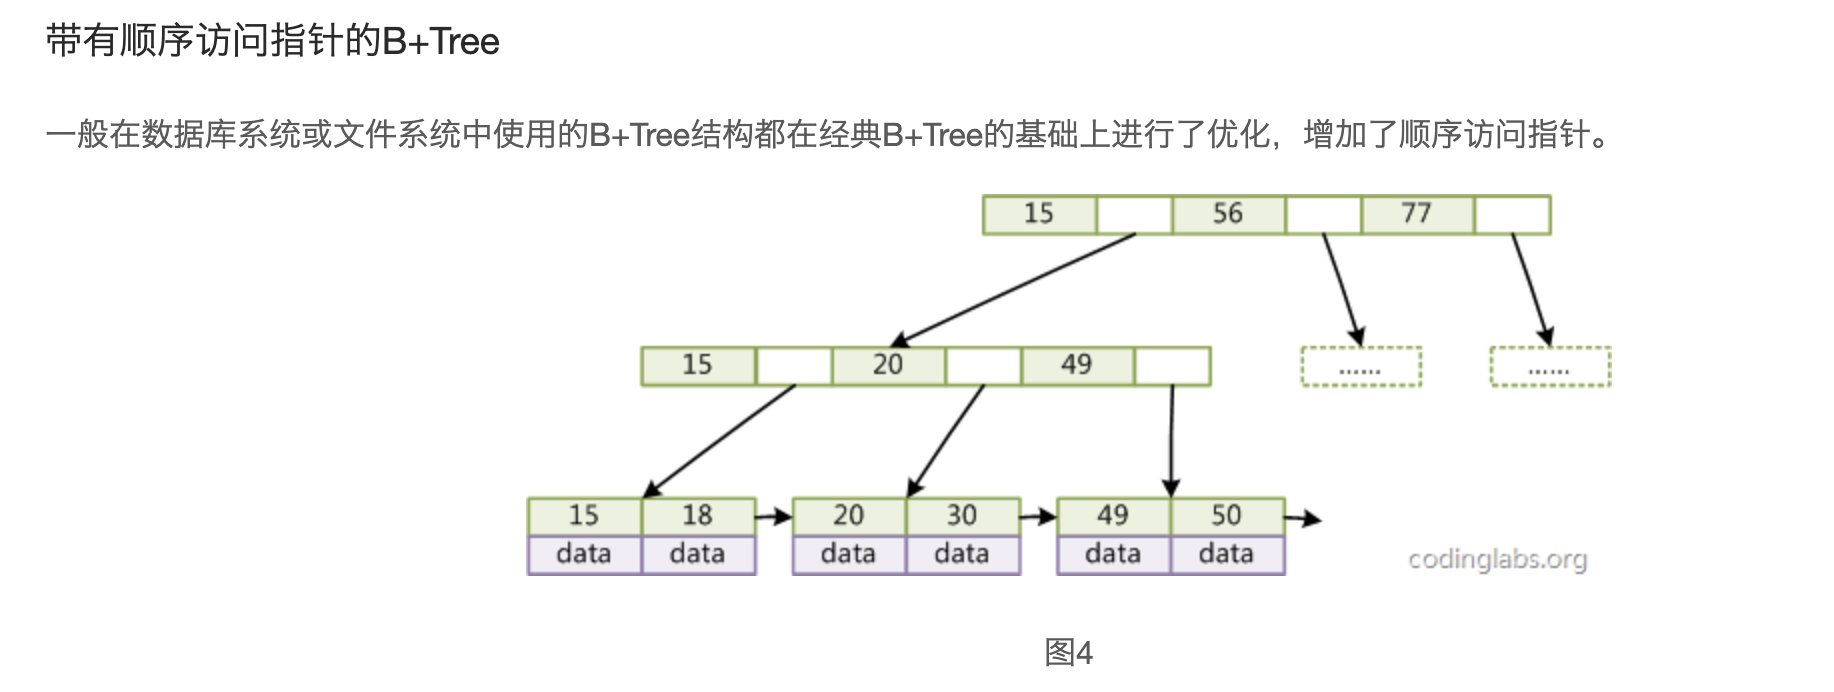 带有顺序访问指针的B+Tree
一般在数据库系统或文件系统中使用的B+Tree结构都在经典B+Tree的基础上进行了优化，增加了顺序访问指针。
15 56 77
15 20 49 ...... ......
15 18 20 30 49 50
data data data data data data
codinglabs.org
图4